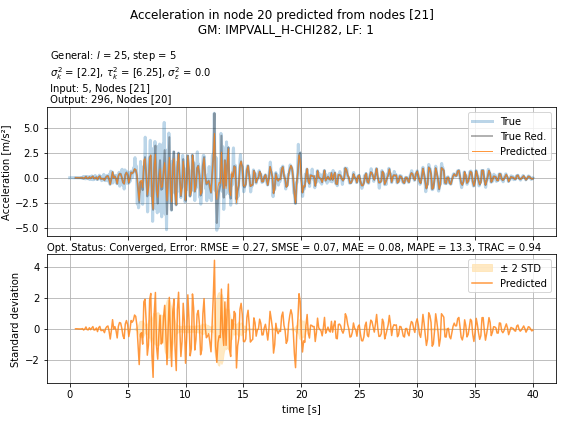 Acceleration in node 20 predicted from nodes [21]
GM: IMPVALL_H-CHI282, LF: 1
General: l = 25, step = 5
σ²ₖ = [2.2], τ²ₖ = [6.25], σ²ε = 0.0
Input: 5, Nodes [21]
Output: 296, Nodes [20]
Acceleration [m/s²]
5.0
2.5
0.0
−2.5
−5.0
True
True Red.
Predicted
Opt. Status: Converged, Error: RMSE = 0.27, SMSE = 0.07, MAE = 0.08, MAPE = 13.3, TRAC = 0.94
Standard deviation
4
2
0
−2
± 2 STD
Predicted
0 5 10 15 20 25 30 35 40
time [s]